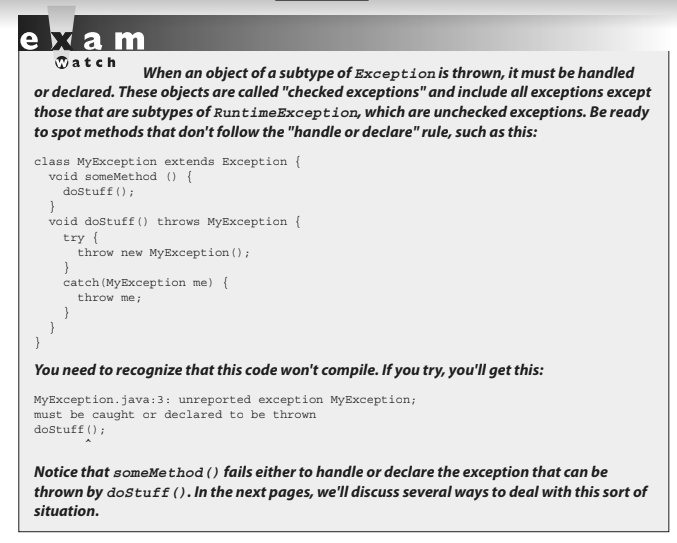 exam
Watch
When an object of a subtype of Exception is thrown, it must be handled
or declared. These objects are called "checked exceptions" and include all exceptions except
those that are subtypes of RuntimeException, which are unchecked exceptions. Be ready
to spot methods that don't follow the "handle or declare" rule, such as this:
class MyException extends Exception {
  void someMethod () {
    doStuff();
  }
  void doStuff() throws MyException {
    try {
      throw new MyException();
    }
    catch(MyException me) {
      throw me;
    }
  }
}
You need to recognize that this code won't compile. If you try, you'll get this:
MyException.java:3: unreported exception MyException;
must be caught or declared to be thrown
doStuff();
       ^
Notice that someMethod() fails either to handle or declare the exception that can be
thrown by doStuff(). In the next pages, we'll discuss several ways to deal with this sort of
situation.